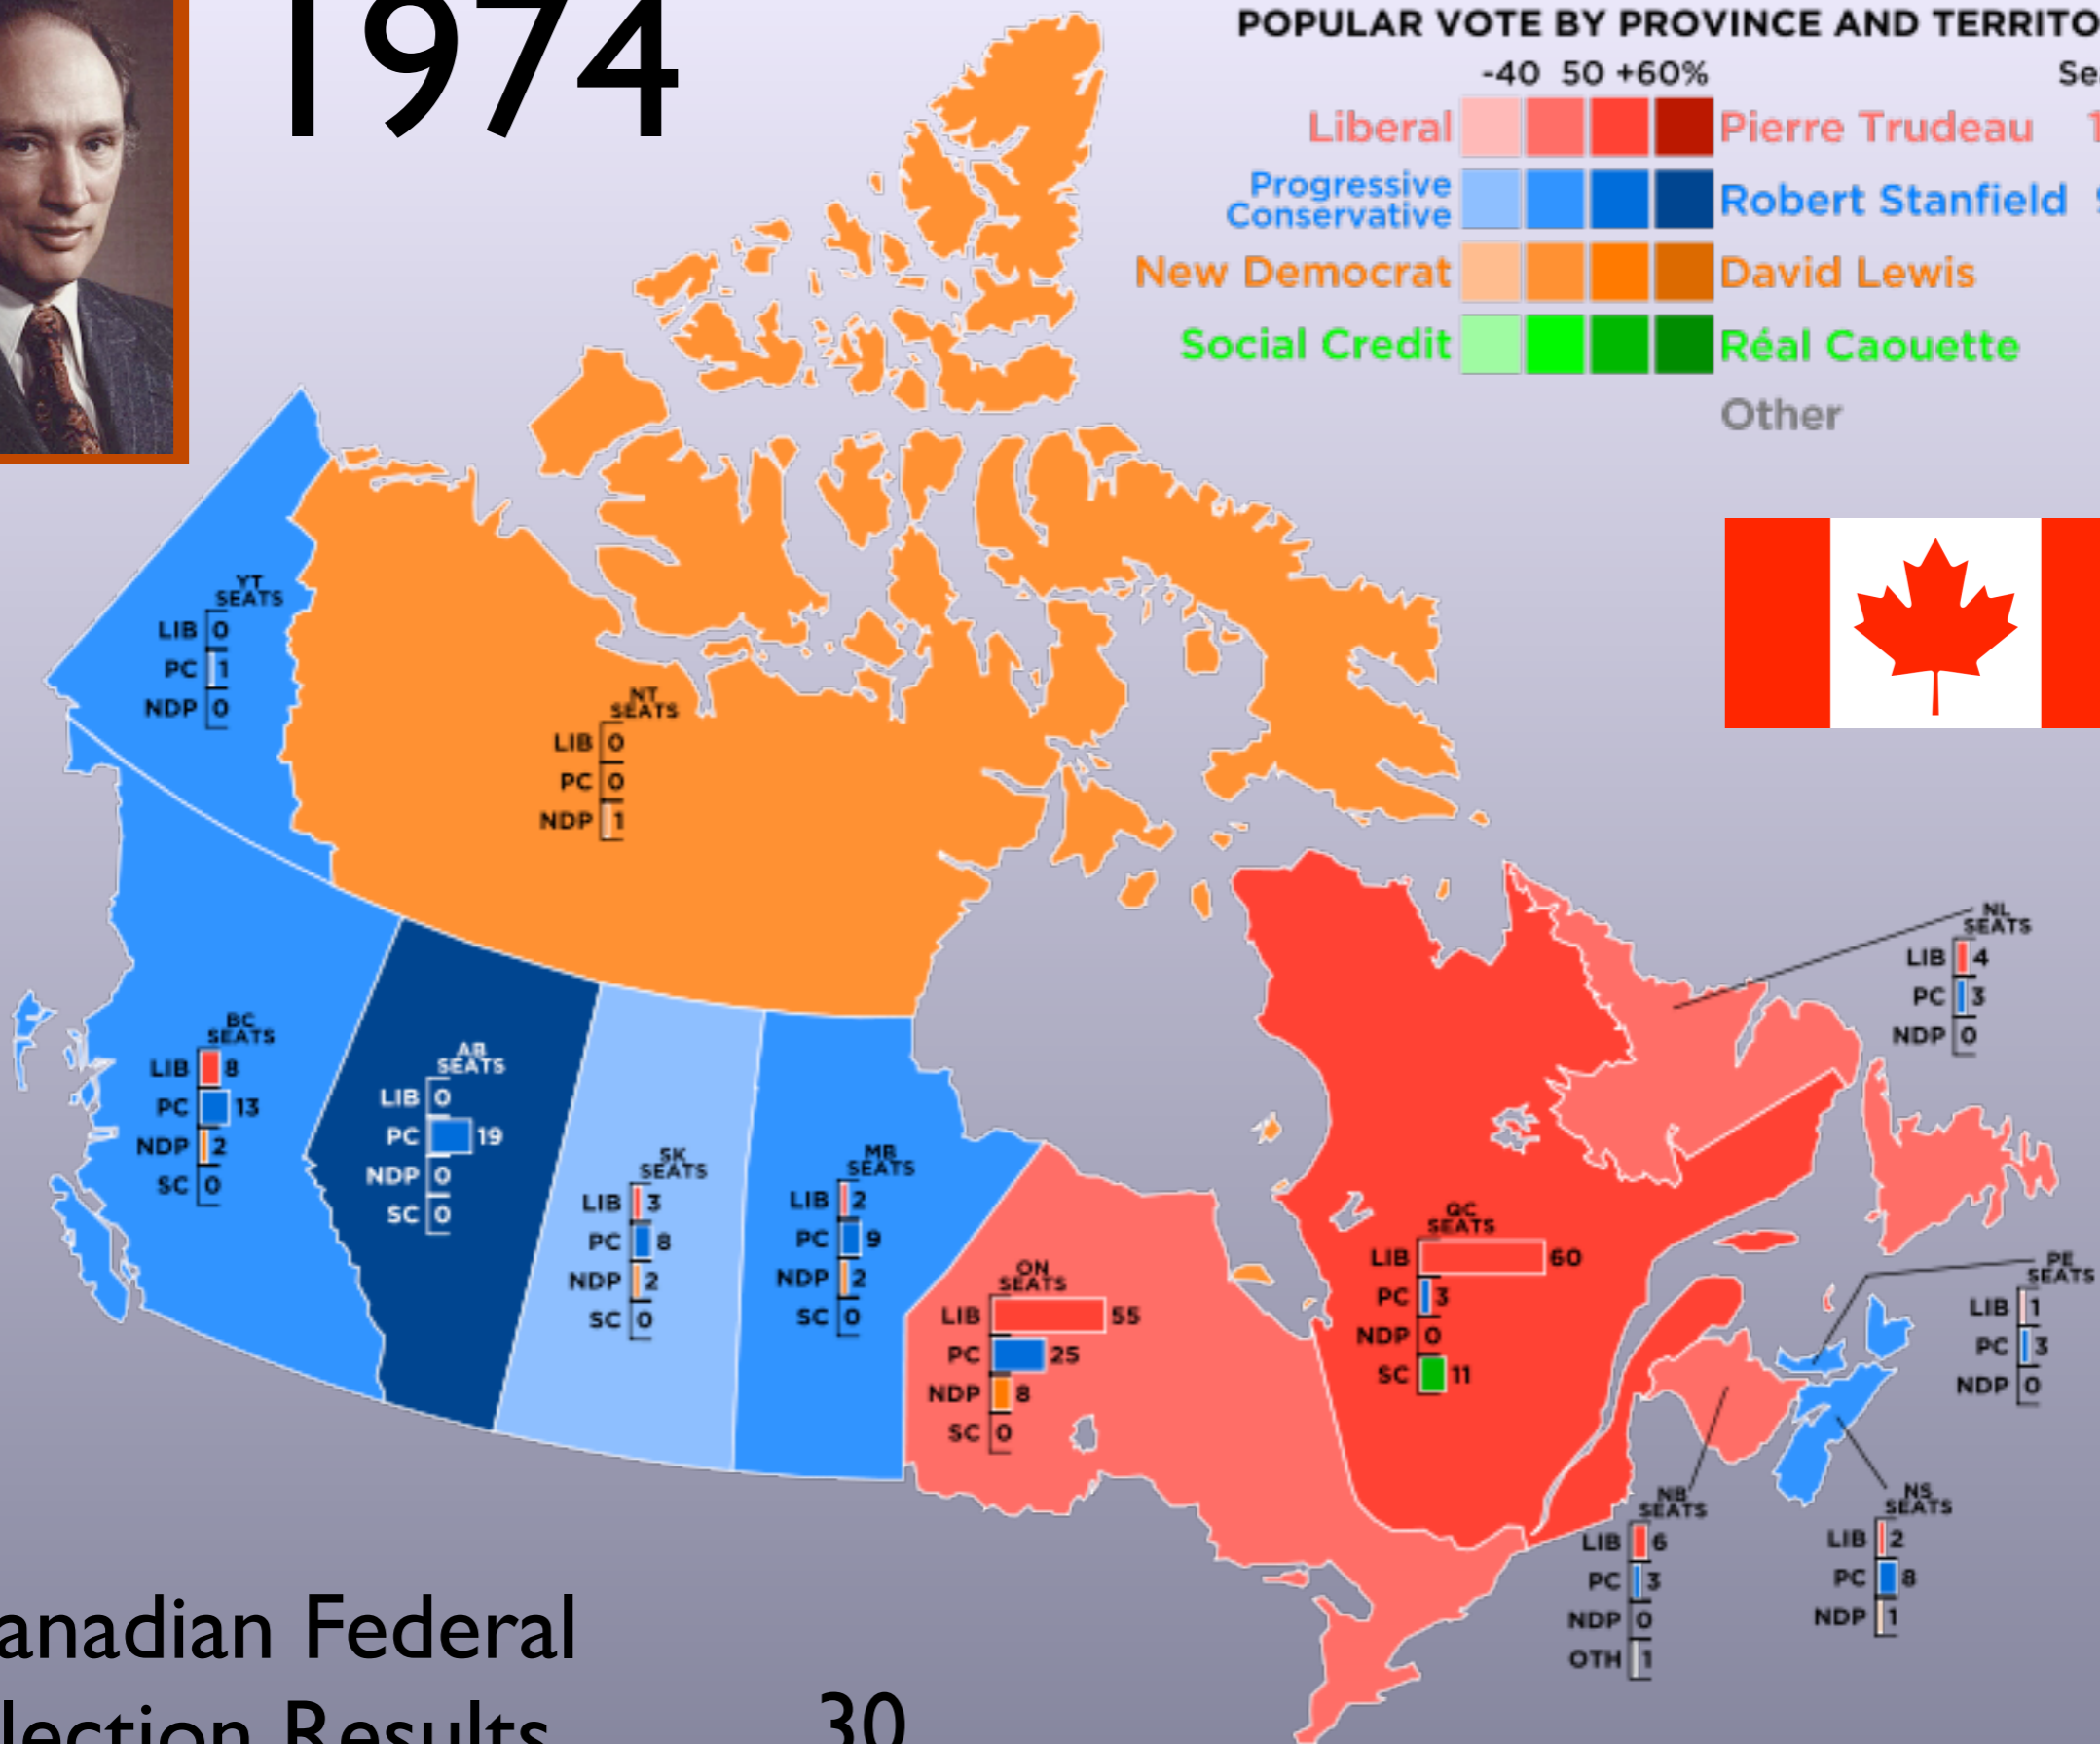 1974
POPULAR VOTE BY PROVINCE AND TERRITO
-40 50 +60%
Se
Liberal Pierre Trudeau 1
Progressive
Conservative
Robert Stanfield 9
New Democrat David Lewis
Social Credit Réal Caouette
Other
YT
SEATS
LIB 0
PC 1
NDP 0
NT
SEATS
LIB 0
PC 0
NDP 1
NL
SEATS
LIB 4
PC 3
NDP 0
BC
SEATS
LIB 8
PC 13
NDP 2
SC 0
AB
SEATS
LIB 0
PC 19
NDP 0
SC 0
SK
SEATS
LIB 3
PC 8
NDP 2
SC 0
MB
SEATS
LIB 2
PC 9
NDP 2
SC 0
ON
SEATS
LIB 55
PC 25
NDP 8
SC 0
QC
SEATS
LIB 60
PC 3
NDP 0
SC 11
PE
SEATS
LIB 1
PC 3
NDP 0
NB
SEATS
LIB 6
PC 3
NDP 0
OTH 1
NS
SEATS
LIB 2
PC 8
NDP 1
anadian Federal
lection Results
30